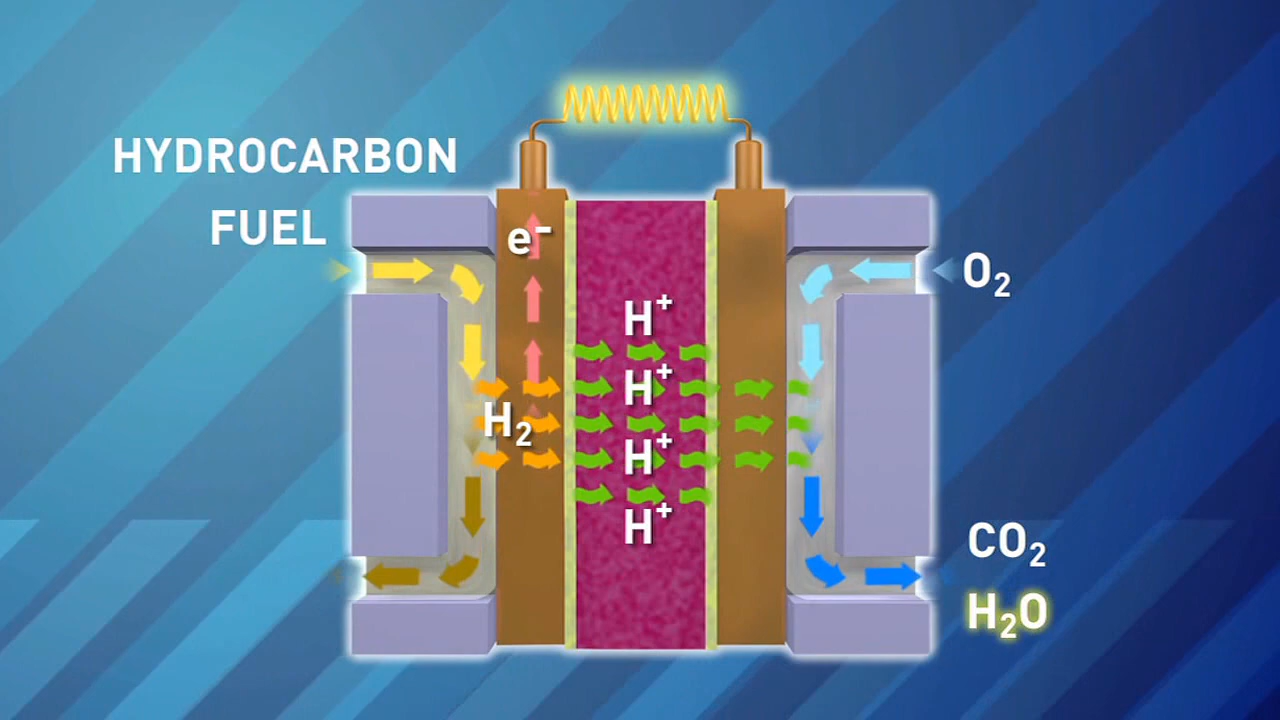 HYDROCARBON
FUEL
e⁻
O₂
H⁺
H⁺
H₂
H⁺
H⁺
CO₂
H₂O